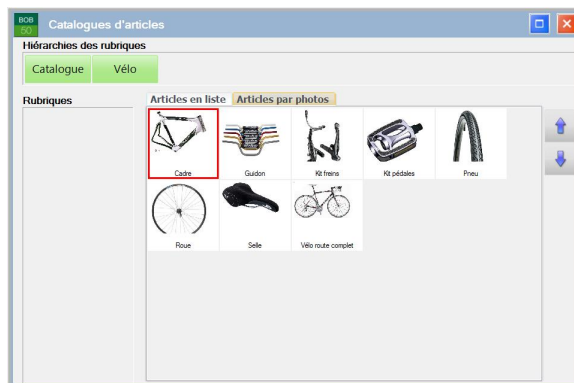 BOB
50
Catalogues d'articles
Hiérarchies des rubriques
Catalogue Vélo
Rubriques
Articles en liste Articles par photos
Cadre Guidon Kit freins Kit pédales Pneu
Roue Selle Vélo route complet